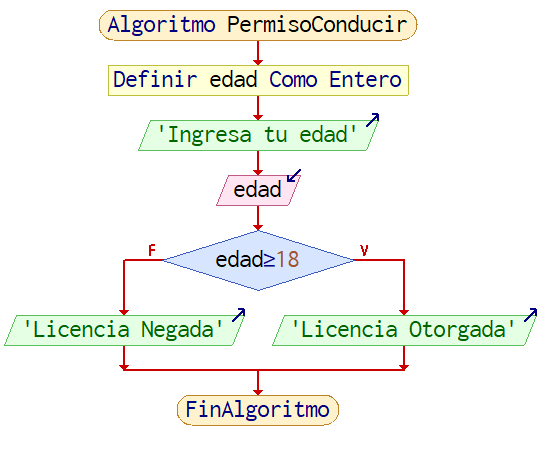 Algoritmo PermisoConducir
Definir edad Como Entero
'Ingresa tu edad'
edad
edad≥18
F
V
'Licencia Negada'
'Licencia Otorgada'
FinAlgoritmo